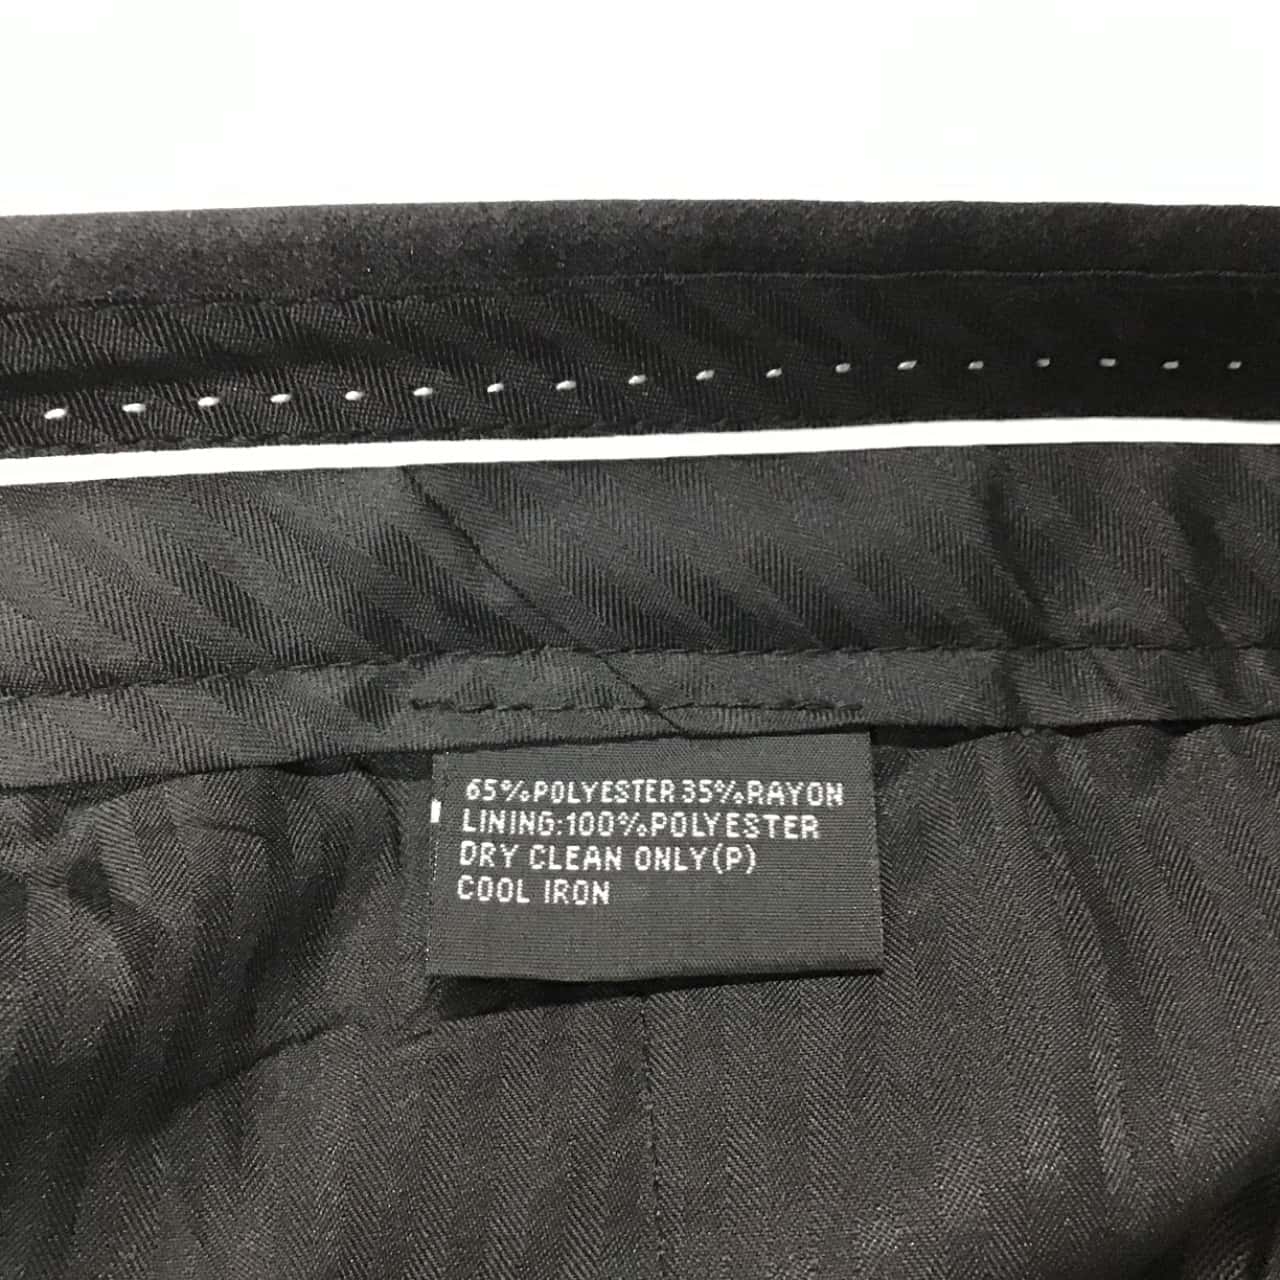 65%POLYESTER 35%RAYON
LINING:100%POLYESTER
DRY CLEAN ONLY(P)
COOL IRON